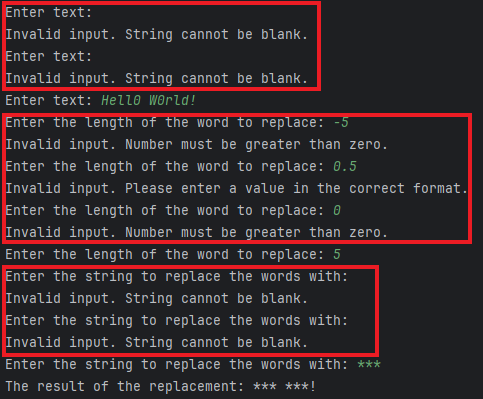 Enter text:
Invalid input. String cannot be blank.
Enter text:
Invalid input. String cannot be blank.
Enter text: Hell0 W0rld!
Enter the length of the word to replace: -5
Invalid input. Number must be greater than zero.
Enter the length of the word to replace: 0.5
Invalid input. Please enter a value in the correct format.
Enter the length of the word to replace: 0
Invalid input. Number must be greater than zero.
Enter the length of the word to replace: 5
Enter the string to replace the words with:
Invalid input. String cannot be blank.
Enter the string to replace the words with:
Invalid input. String cannot be blank.
Enter the string to replace the words with: ***
The result of the replacement: *** ***!